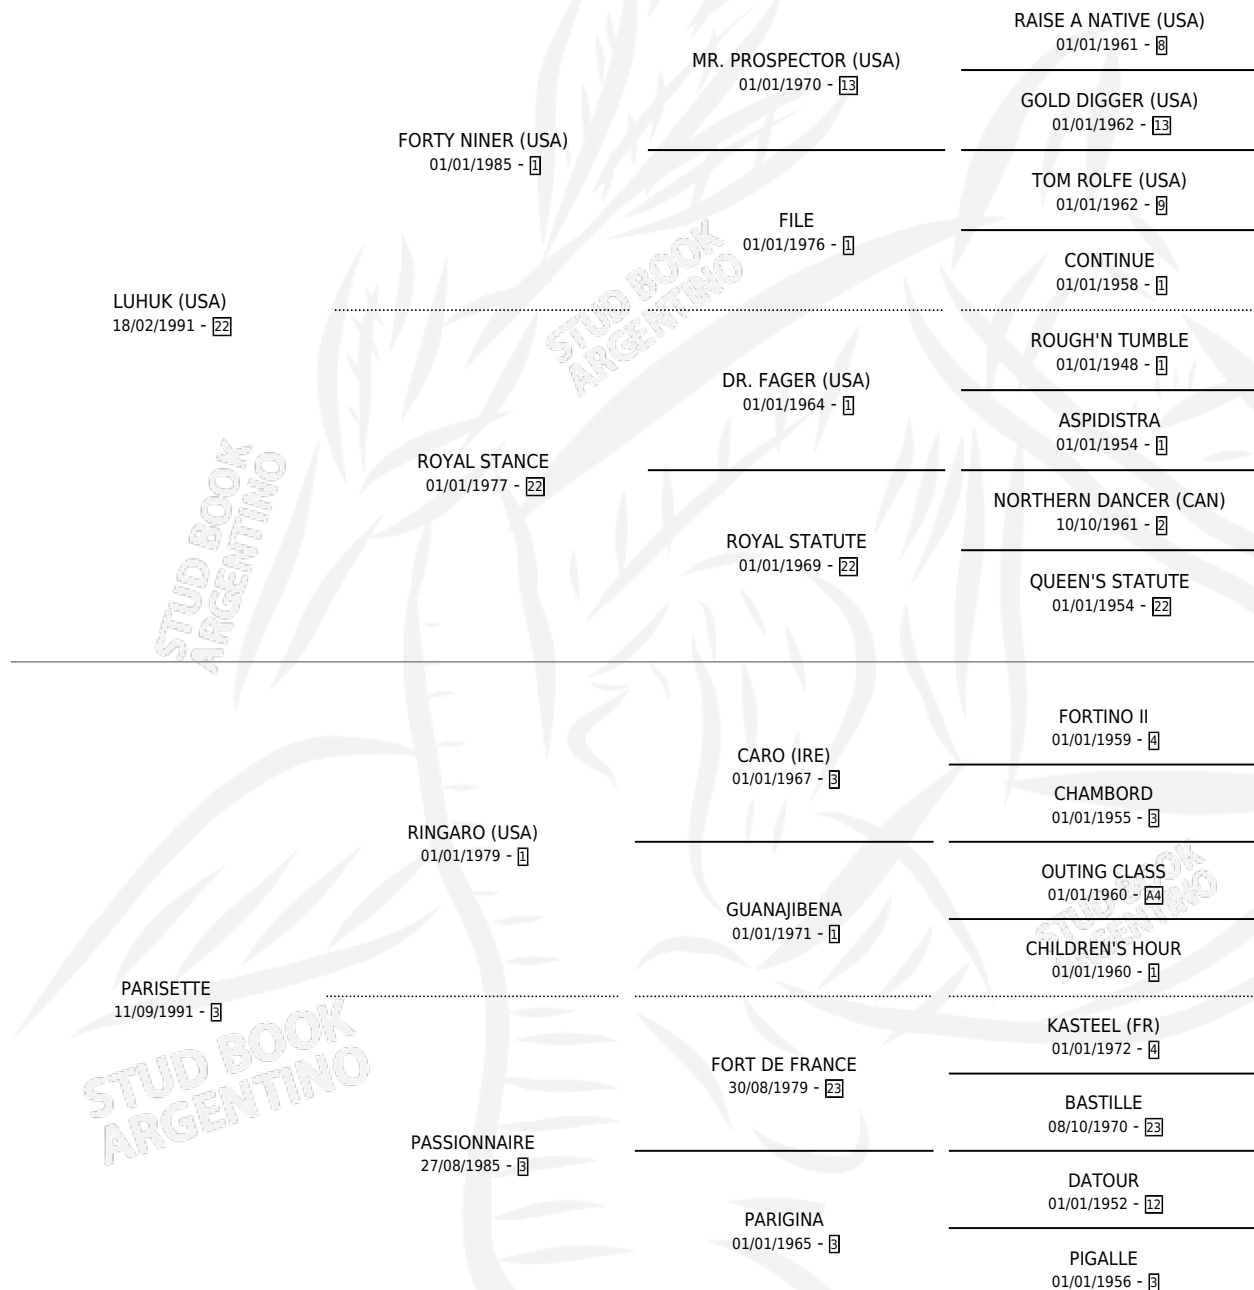 RAISE A NATIVE (USA)
01/01/1961 - 8
MR. PROSPECTOR (USA)
01/01/1970 - 13
GOLD DIGGER (USA)
01/01/1962 - 13
FORTY NINER (USA)
01/01/1985 - 1
TOM ROLFE (USA)
01/01/1962 - 9
FILE
01/01/1976 - 1
CONTINUE
01/01/1958 - 1
LUHUK (USA)
18/02/1991 - 22
ROUGH'N TUMBLE
01/01/1948 - 1
DR. FAGER (USA)
01/01/1964 - 1
ASPIDISTRA
01/01/1954 - 1
ROYAL STANCE
01/01/1977 - 22
NORTHERN DANCER (CAN)
10/10/1961 - 2
ROYAL STATUTE
01/01/1969 - 22
QUEEN'S STATUTE
01/01/1954 - 22
FORTINO II
01/01/1959 - 4
CARO (IRE)
01/01/1967 - 3
CHAMBORD
01/01/1955 - 3
RINGARO (USA)
01/01/1979 - 1
OUTING CLASS
01/01/1960 - A4
GUANAJIBENA
01/01/1971 - 1
CHILDREN'S HOUR
01/01/1960 - 1
PARISETTE
11/09/1991 - 3
KASTEEL (FR)
01/01/1972 - 4
FORT DE FRANCE
30/08/1979 - 23
BASTILLE
08/10/1970 - 23
PASSIONNAIRE
27/08/1985 - 3
DATOUR
01/01/1952 - 12
PARIGINA
01/01/1965 - 3
PIGALLE
01/01/1956 - 3
STUD BOOK
ARGENTINO
STUD BOOK
ARGENTINO
STUD BOOK
ARGENTINO
STUD BOOK
ARGENTINO